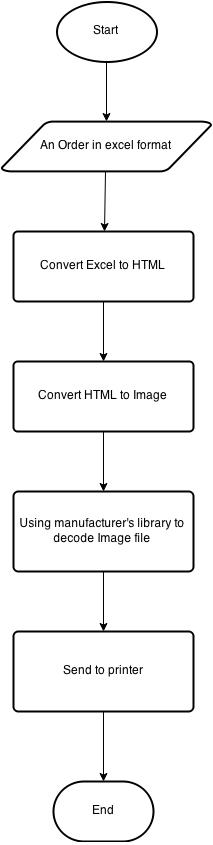 Start
An Order in excel format
Convert Excel to HTML
Convert HTML to Image
Using manufacturer's library to
decode Image file
Send to printer
End